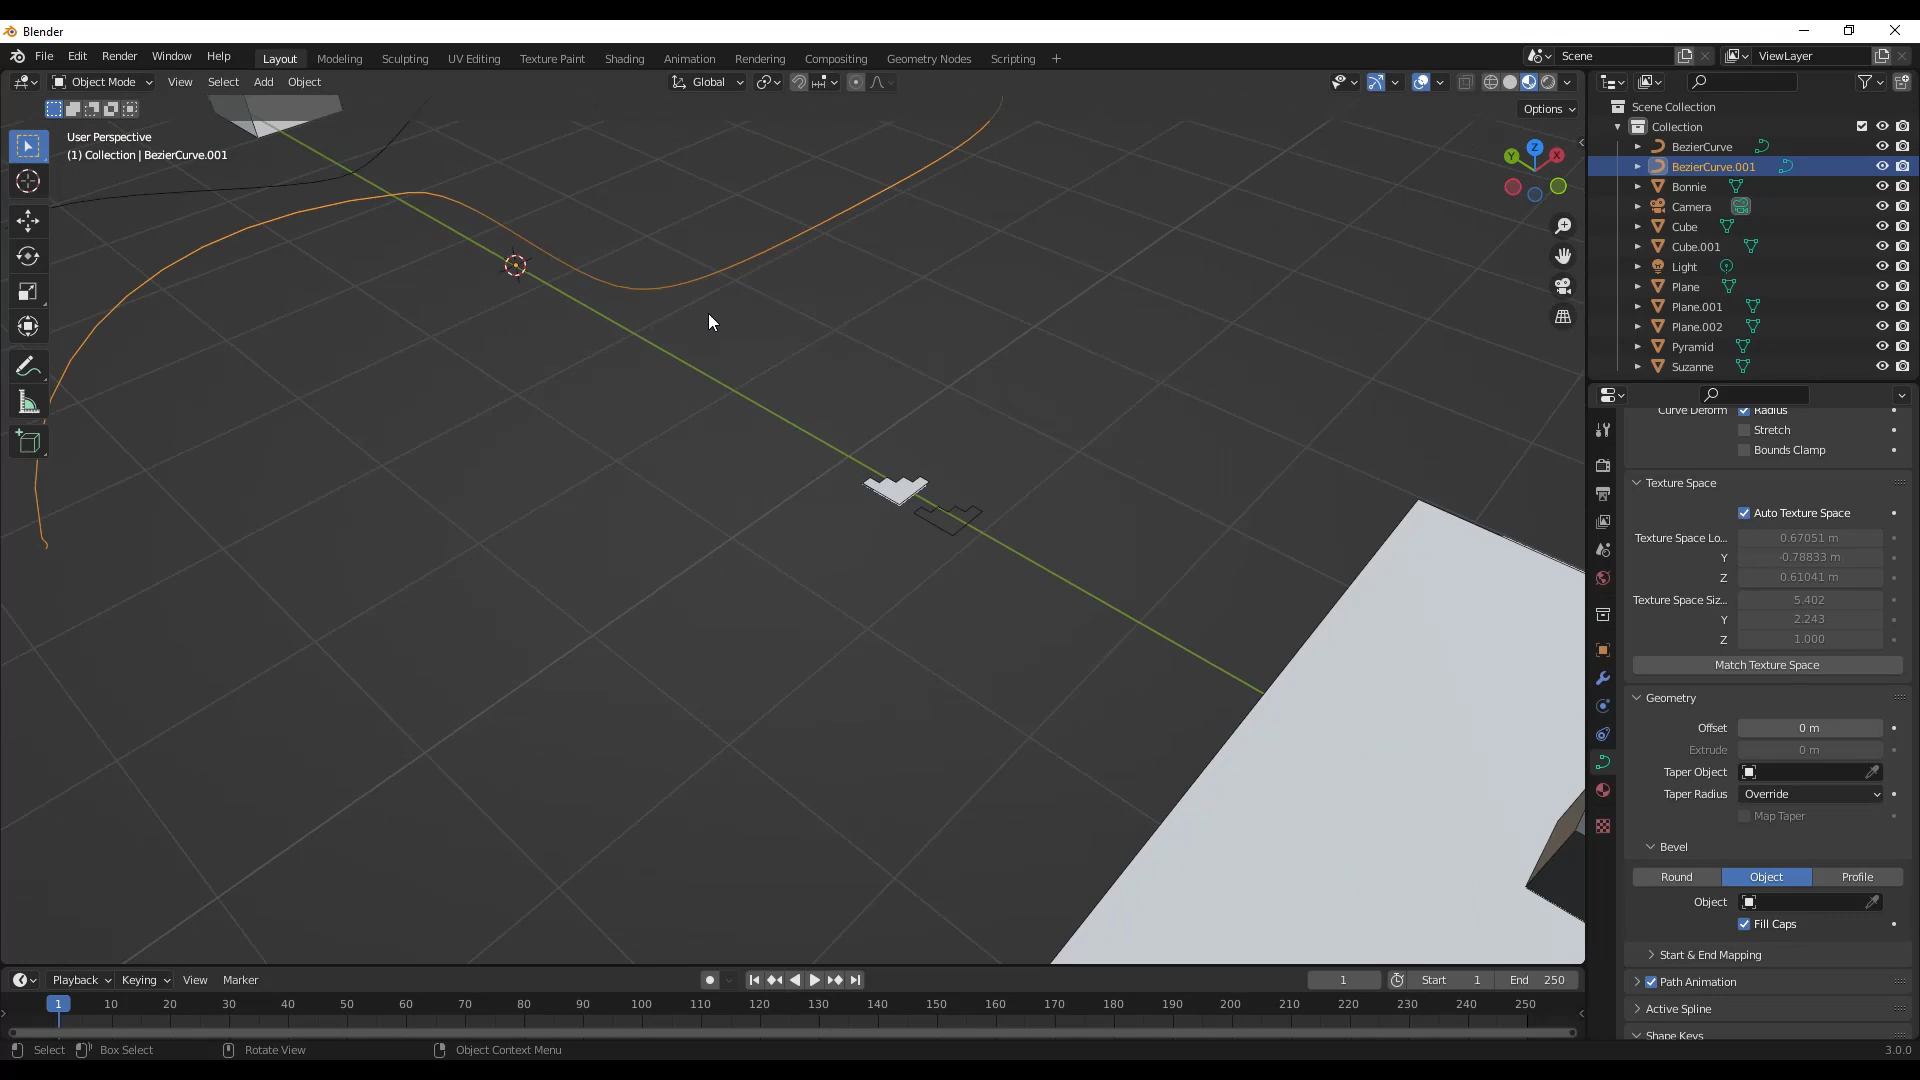 Blender
File Edit Render Window Help Layout Modeling Sculpting UV Editing Texture Paint Shading Animation Rendering Compositing Geometry Nodes Scripting + Scene ViewLayer
Object Mode View Select Add Object Global
Options
User Perspective
(1) Collection | BezierCurve.001
Y Z X
Scene Collection
Collection
BezierCurve
BezierCurve.001
Bonnie
Camera
Cube
Cube.001
Light
Plane
Plane.001
Plane.002
Pyramid
Suzanne
Curve Deform Radius
Stretch
Bounds Clamp
Texture Space
Auto Texture Space
Texture Space Lo... 0.67051 m
Y -0.78833 m
Z 0.61041 m
Texture Space Siz... 5.402
Y 2.243
Z 1.000
Match Texture Space
Geometry
Offset 0 m
Extrude 0 m
Taper Object
Taper Radius Override
Map Taper
Bevel
Round Object Profile
Object
Fill Caps
Start & End Mapping
Path Animation
Active Spline
Shape Keys
Playback Keying View Marker 1 Start 1 End 250
1 10 20 30 40 50 60 70 80 90 100 110 120 130 140 150 160 170 180 190 200 210 220 230 240 250
Select Box Select Rotate View Object Context Menu 3.0.0